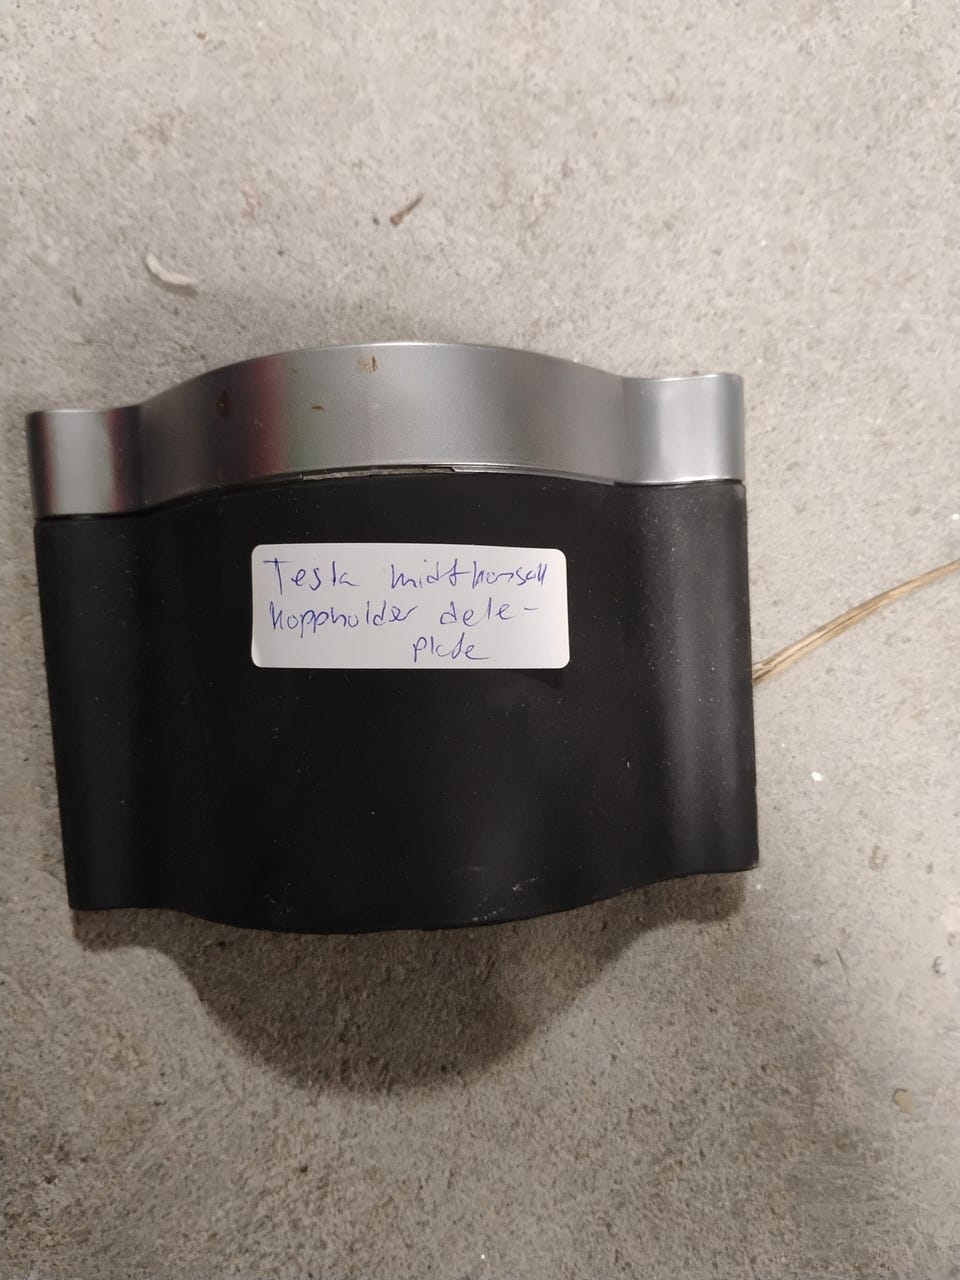 Tesla midtkonsoll
koppholder dele-
plate